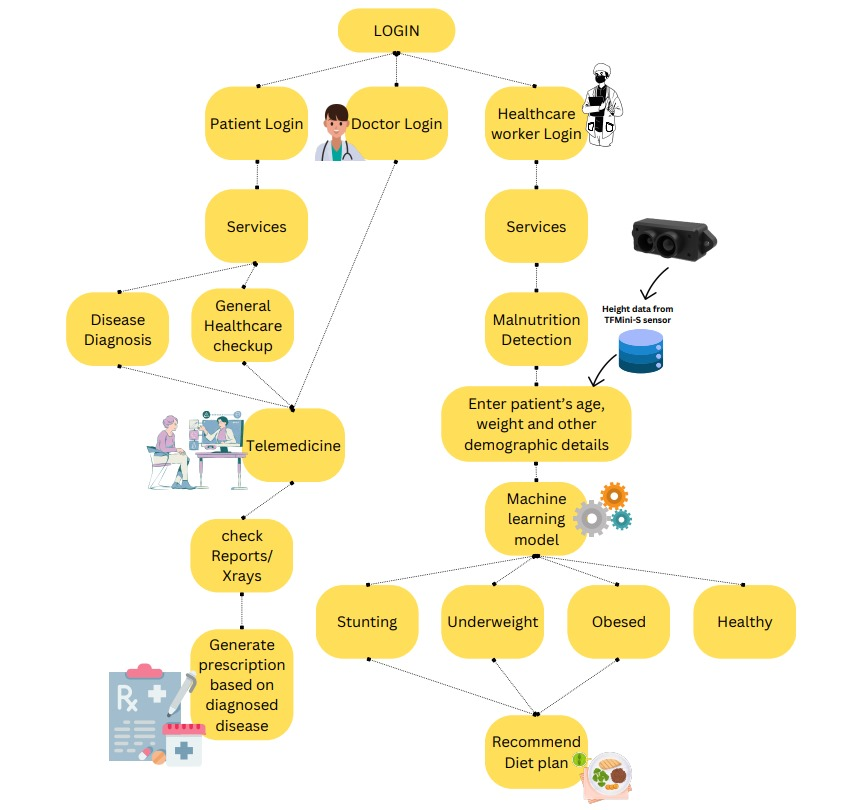 LOGIN
Patient Login
Doctor Login
Healthcare
worker Login
Services
Services
Disease
Diagnosis
General
Healthcare
checkup
Malnutrition
Detection
Height data from
TFMini-S sensor
Enter patient’s age,
weight and other
demographic details
Telemedicine
Machine
learning
model
check
Reports/
Xrays
Stunting
Underweight
Obesed
Healthy
Generate
prescription
based on
diagnosed
disease
Rx
Recommend
Diet plan